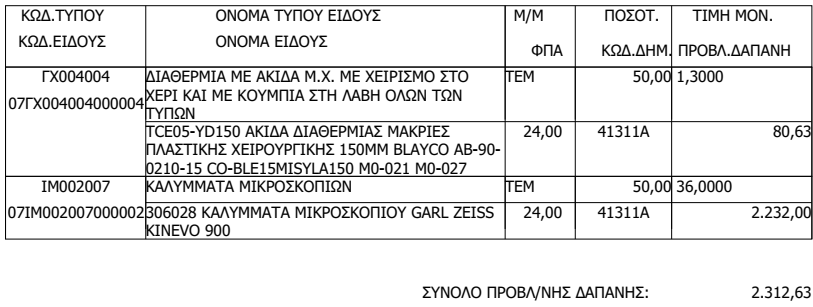 ΚΩΔ.ΤΥΠΟΥ ΟΝΟΜΑ ΤΥΠΟΥ ΕΙΔΟΥΣ Μ/Μ ΠΟΣΟΤ. ΤΙΜΗ ΜΟΝ.
ΚΩΔ.ΕΙΔΟΥΣ ΟΝΟΜΑ ΕΙΔΟΥΣ ΦΠΑ ΚΩΔ.ΔΗΜ. ΠΡΟΒΛ.ΔΑΠΑΝΗ
ΓΧ004004 ΔΙΑΘΕΡΜΙΑ ΜΕ ΑΚΙΔΑ Μ.Χ. ΜΕ ΧΕΙΡΙΣΜΟ ΣΤΟ ΤΕΜ 50,00 1,3000
07ΓΧ004004000004 ΧΕΡΙ ΚΑΙ ΜΕ ΚΟΥΜΠΙΑ ΣΤΗ ΛΑΒΗ ΟΛΩΝ ΤΩΝ
ΤΥΠΩΝ
TCE05-YD150 ΑΚΙΔΑ ΔΙΑΘΕΡΜΙΑΣ ΜΑΚΡΙΕΣ 24,00 41311Α 80,63
ΠΛΑΣΤΙΚΗΣ ΧΕΙΡΟΥΡΓΙΚΗΣ 150MM BLAYCO AB-90-
0210-15 CO-BLE15MISYLA150 M0-021 M0-027
ΙΜ002007 ΚΑΛΥΜΜΑΤΑ ΜΙΚΡΟΣΚΟΠΙΩΝ ΤΕΜ 50,00 36,0000
07ΙΜ002007000002 306028 ΚΑΛΥΜΜΑΤΑ ΜΙΚΡΟΣΚΟΠΙΟΥ GARL ZEISS 24,00 41311Α 2.232,00
KINEVO 900
ΣΥΝΟΛΟ ΠΡΟΒΛ/ΝΗΣ ΔΑΠΑΝΗΣ: 2.312,63